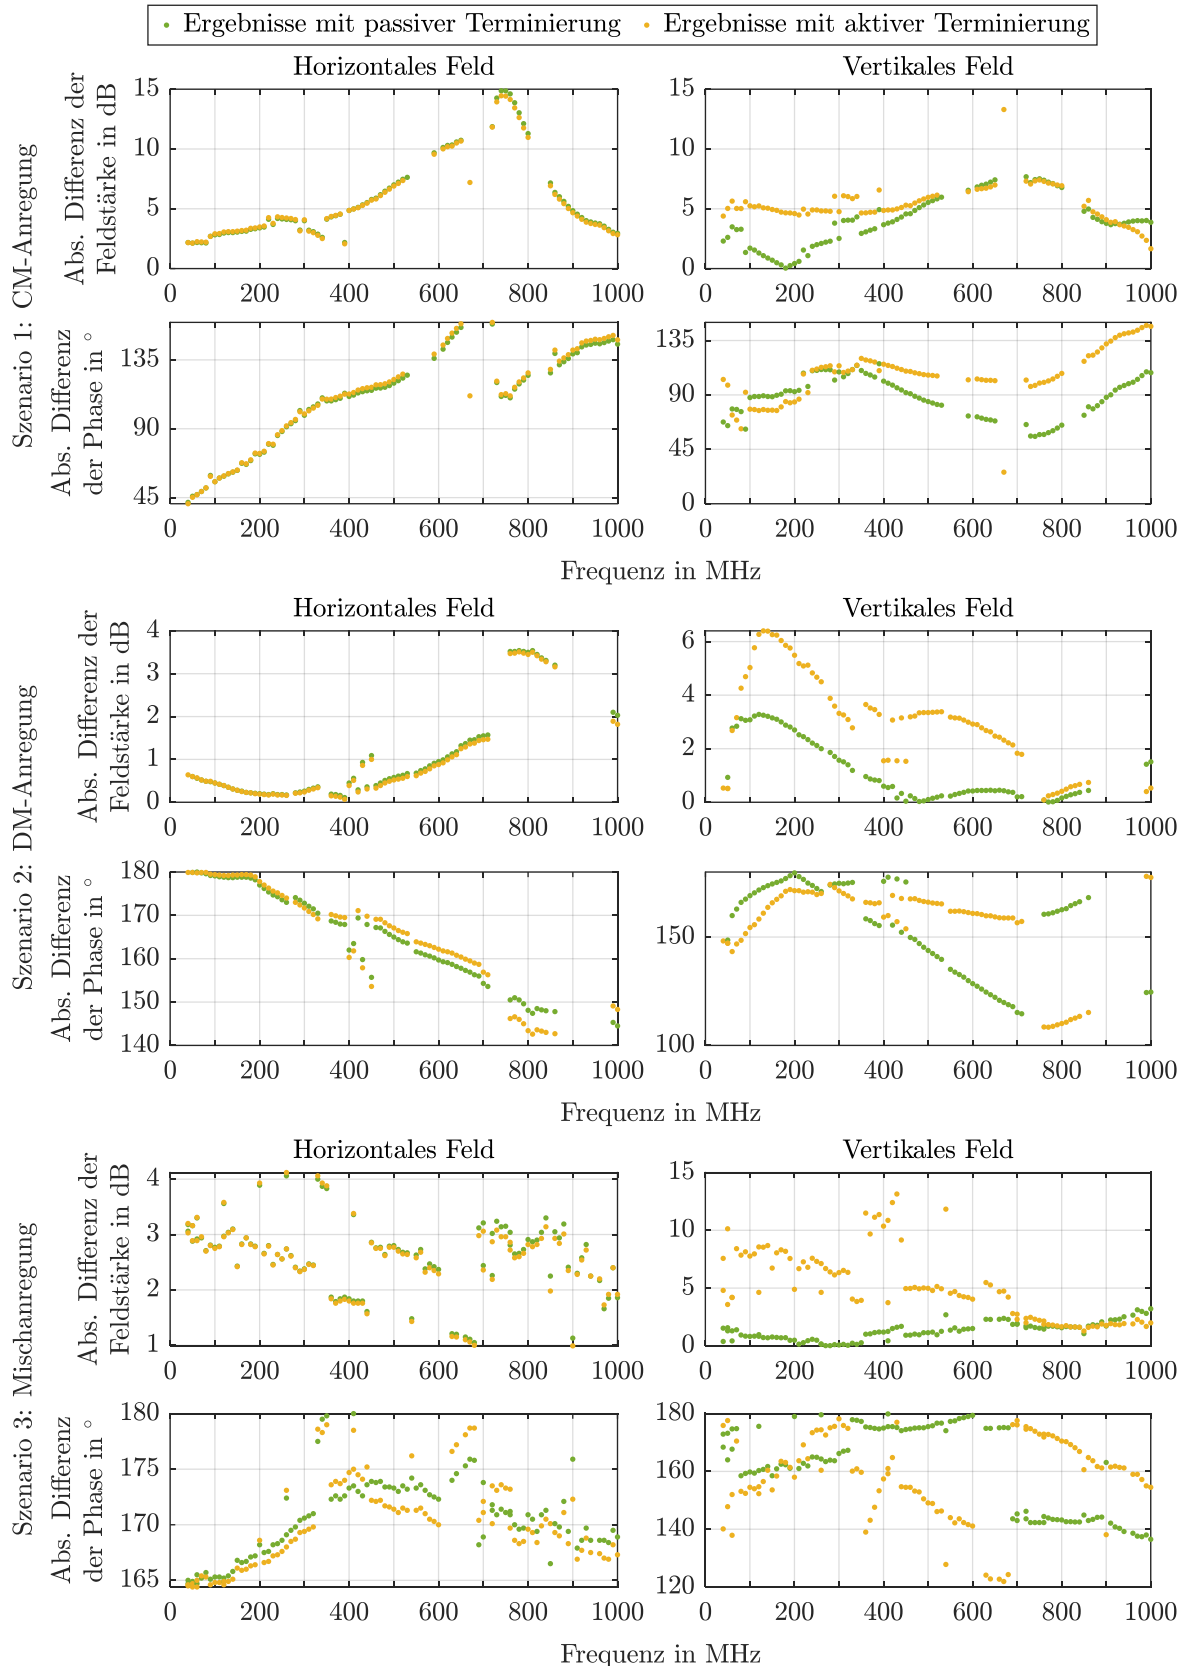 Ergebnisse mit passiver Terminierung Ergebnisse mit aktiver Terminierung
Szenario 1: CM-Anregung
Horizontales Feld
Abs. Differenz der
Feldstärke in dB
15
10
5
0
0 200 400 600 800 1000
Vertikales Feld
15
10
5
0
0 200 400 600 800 1000
Abs. Differenz
der Phase in °
135
90
45
0 200 400 600 800 1000
135
90
45
0
0 200 400 600 800 1000
Frequenz in MHz
Szenario 2: DM-Anregung
Horizontales Feld
Abs. Differenz der
Feldstärke in dB
4
3
2
1
0
0 200 400 600 800 1000
Vertikales Feld
6
4
2
0
0 200 400 600 800 1000
Abs. Differenz
der Phase in °
180
170
160
150
140
0 200 400 600 800 1000
150
100
0 200 400 600 800 1000
Frequenz in MHz
Szenario 3: Mischanregung
Horizontales Feld
Abs. Differenz der
Feldstärke in dB
4
3
2
1
0 200 400 600 800 1000
Vertikales Feld
15
10
5
0
0 200 400 600 800 1000
Abs. Differenz
der Phase in °
180
175
170
165
0 200 400 600 800 1000
180
160
140
120
0 200 400 600 800 1000
Frequenz in MHz